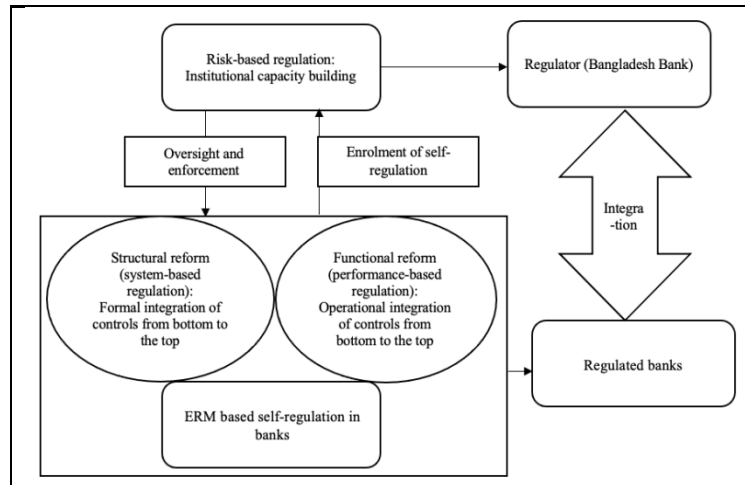 Risk-based regulation:
Institutional capacity building
Regulator (Bangladesh Bank)
Oversight and
enforcement
Enrolment of self-
regulation
Integra
-tion
Structural reform
(system-based
regulation):
Formal integration of
controls from bottom to
the top
Functional reform
(performance-based
regulation):
Operational integration
of controls from
bottom to the top
Regulated banks
ERM based self-regulation in
banks